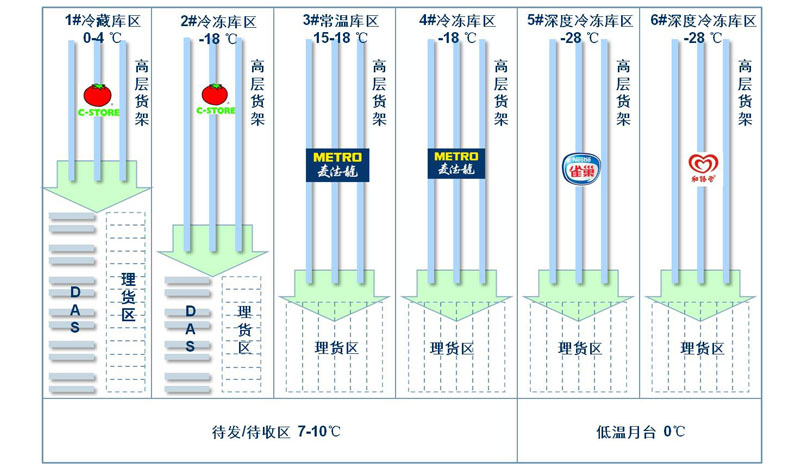 1#冷藏库区
0-4 ℃
高层货架
C-STORE
DAS
理货区
2#冷冻库区
-18 ℃
高层货架
C-STORE
DAS
理货区
3#常温库区
15-18 ℃
高层货架
METRO
麦德龍
理货区
4#冷冻库区
-18 ℃
高层货架
METRO
麦德龍
理货区
5#深度冷冻库区
-28 ℃
高层货架
Nestlé
雀巢
理货区
6#深度冷冻库区
-28 ℃
高层货架
和路雪
理货区
待发/待收区 7-10℃
低温月台 0℃